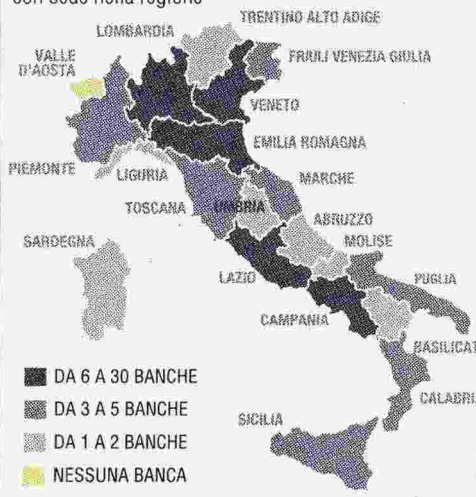 con sede nella regione
TRENTINO ALTO ADIGE
LOMBARDIA
VALLE
D'AOSTA
FRIULI VENEZIA GIULIA
VENETO
EMILIA ROMAGNA
PIEMONTE
LIGURIA
MARCHE
TOSCANA
UMBRIA
ABRUZZO
SARDEGNA
MOLISE
LAZIO
PUGLIA
CAMPANIA
BASILICAT
CALABRI
SICILIA
DA 6 A 30 BANCHE
DA 3 A 5 BANCHE
DA 1 A 2 BANCHE
NESSUNA BANCA